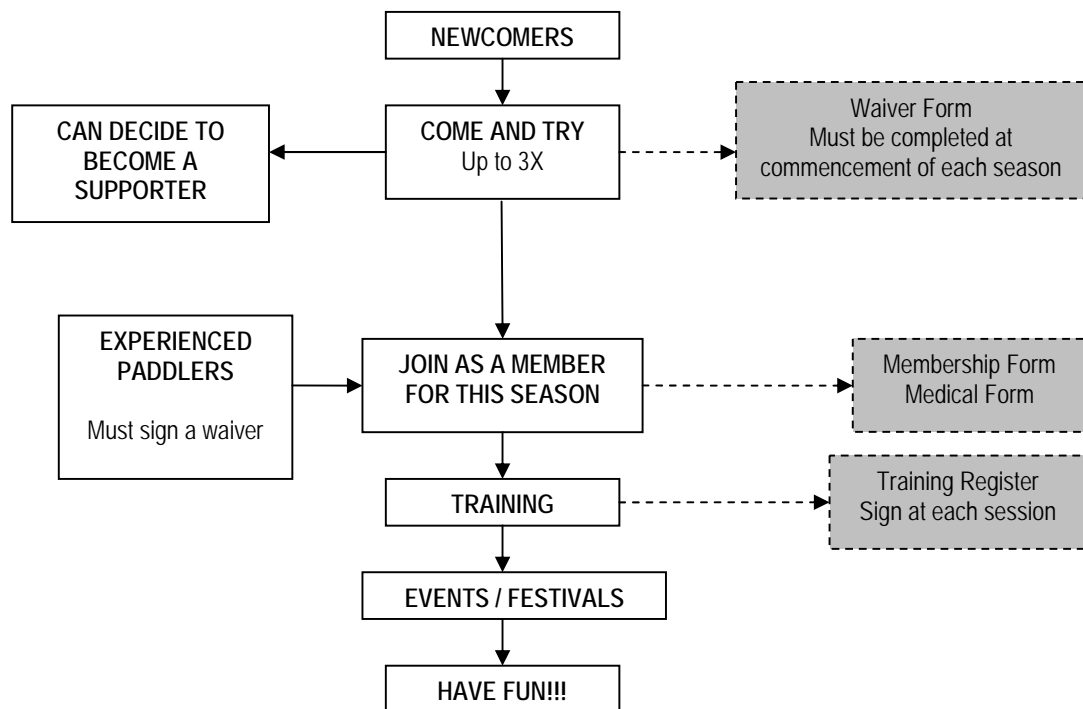 NEWCOMERS
CAN DECIDE TO
BECOME A
SUPPORTER
COME AND TRY
Up to 3X
Waiver Form
Must be completed at
commencement of each season
EXPERIENCED
PADDLERS
Must sign a waiver
JOIN AS A MEMBER
FOR THIS SEASON
Membership Form
Medical Form
TRAINING
Training Register
Sign at each session
EVENTS / FESTIVALS
HAVE FUN!!!